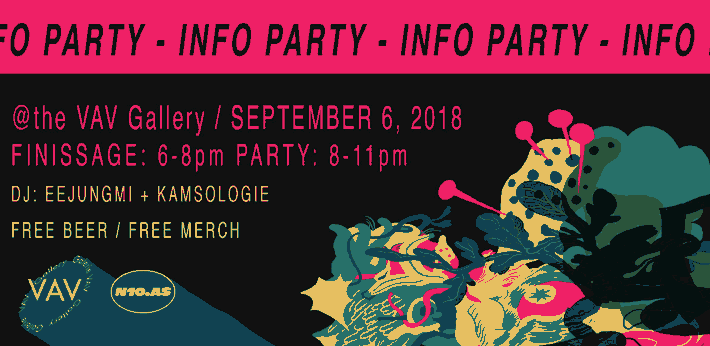 FO PARTY - INFO PARTY - INFO PARTY - INFO
@the VAV Gallery / SEPTEMBER 6, 2018
FINISSAGE: 6-8pm PARTY: 8-11pm
DJ: EEJUNGMI + KAMSOLOGIE
FREE BEER / FREE MERCH
VAV
N10.AS